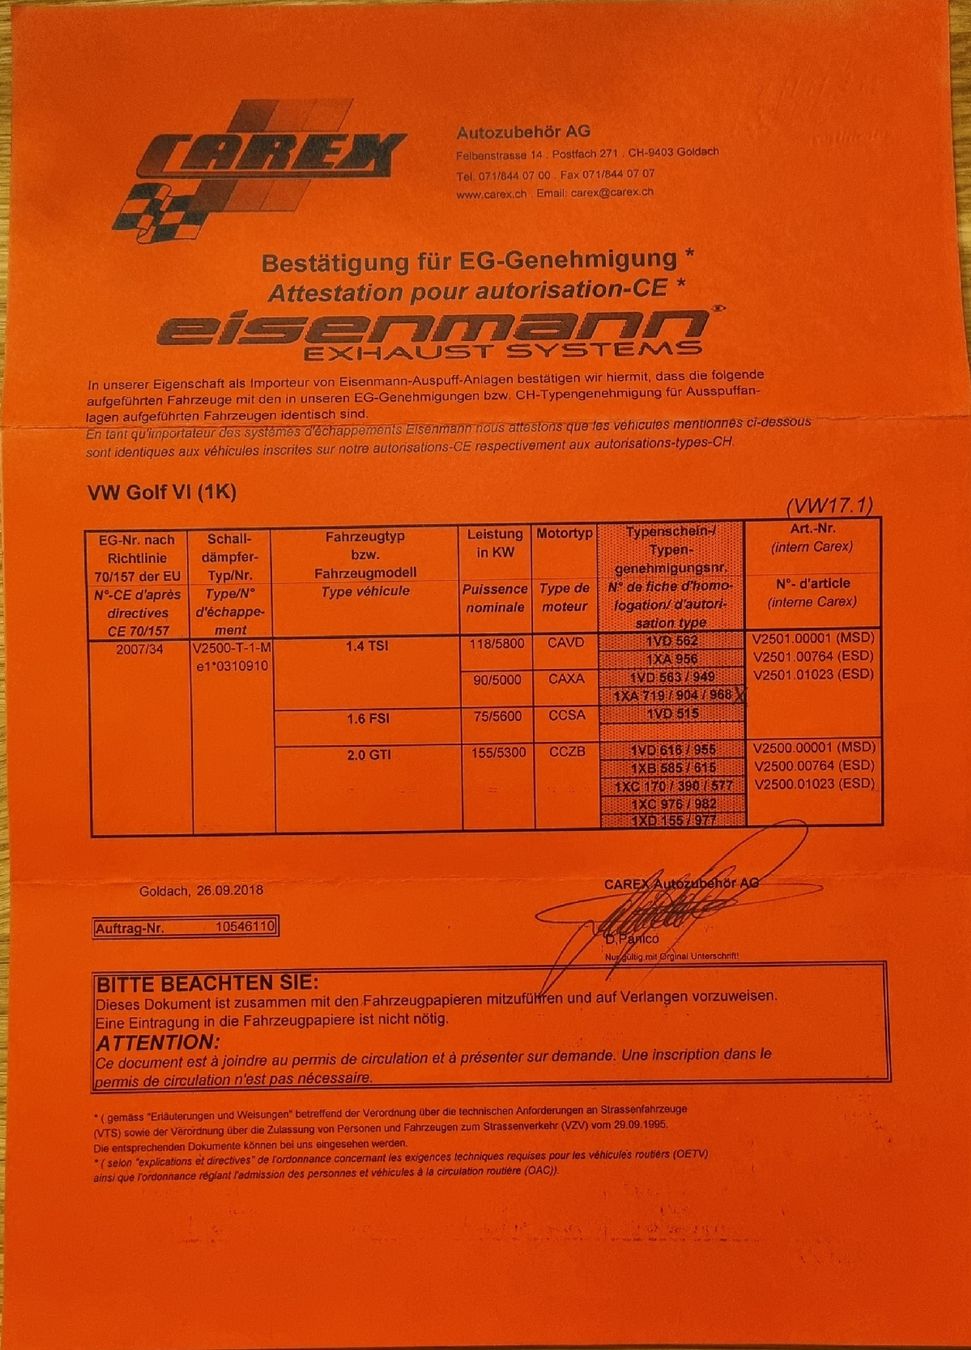 CAREX
Autozubehör AG
Felbenstrasse 14 . Postfach 271 . CH-9403 Goldach
Tel. 071/844 07 00 . Fax 071/844 07 07
www.carex.ch . Email: carex@carex.ch
Bestätigung für EG-Genehmigung *
Attestation pour autorisation-CE *
eisenmann®
EXHAUST SYSTEMS
In unserer Eigenschaft als Importeur von Eisenmann-Auspuff-Anlagen bestätigen wir hiermit, dass die folgende
aufgeführten Fahrzeuge mit den in unseren EG-Genehmigungen bzw. CH-Typengenehmigung für Ausspuffan-
lagen aufgeführten Fahrzeugen identisch sind.
En tant qu'importateur des systèmes d'échappements Eisenmann nous attestons que les véhicules mentionnés ci-dessous
sont identiques aux véhicules inscrites sur notre autorisations-CE respectivement aux autorisations-types-CH.
VW Golf VI (1K)
(VW17.1)
EG-Nr. nach
Richtlinie
70/157 der EU
N°-CE d'après
directives
CE 70/157
Schall-
dämpfer-
Typ/Nr.
Type/N°
d'échappe-
ment
Fahrzeugtyp
bzw.
Fahrzeugmodell
Type véhicule
Leistung
in KW
Puissence
nominale
Motortyp
Type de
moteur
Typenschein-/
Typen-
genehmigungsnr.
N° de fiche d'homo-
logation/ d'autori-
sation type
Art.-Nr.
(intern Carex)
N°- d'article
(interne Carex)
2007/34
V2500-T-1-M
e1*0310910
1.4 TSI
118/5800
CAVD
1VD 562
1XA 956
90/5000
CAXA
1VD 563 / 949
1XA 719 / 904 / 968 X
V2501.00001 (MSD)
V2501.00764 (ESD)
V2501.01023 (ESD)
1.6 FSI
75/5600
CCSA
1VD 515
2.0 GTI
155/5300
CCZB
1VD 616 / 955
1XB 585 / 615
1XC 170 / 390 / 577
1XC 976 / 982
1XD 155 / 977
V2500.00001 (MSD)
V2500.00764 (ESD)
V2500.01023 (ESD)
Goldach, 26.09.2018
CAREX Autozubehör AG
Auftrag-Nr. 10546110
D.Panico
Nur gültig mit Orginal Unterschrift!
BITTE BEACHTEN SIE:
Dieses Dokument ist zusammen mit den Fahrzeugpapieren mitzuführen und auf Verlangen vorzuweisen.
Eine Eintragung in die Fahrzeugpapiere ist nicht nötig.
ATTENTION:
Ce document est à joindre au permis de circulation et à présenter sur demande. Une inscription dans le
permis de circulation n'est pas nécessaire.
* ( gemäss "Erläuterungen und Weisungen" betreffend der Verordnung über die technischen Anforderungen an Strassenfahrzeuge
(VTS) sowie der Verordnung über die Zulassung von Personen und Fahrzeugen zum Strassenverkehr (VZV) vom 29.09.1995.
Die entsprechenden Dokumente können bei uns eingesehen werden.
* ( selon "explications et directives" de l'ordonnance concernant les exigences techniques requises pour les véhicules routiers (OETV)
ainsi que l'ordonnance réglant l'admission des personnes et véhicules à la circulation routière (OAC)).